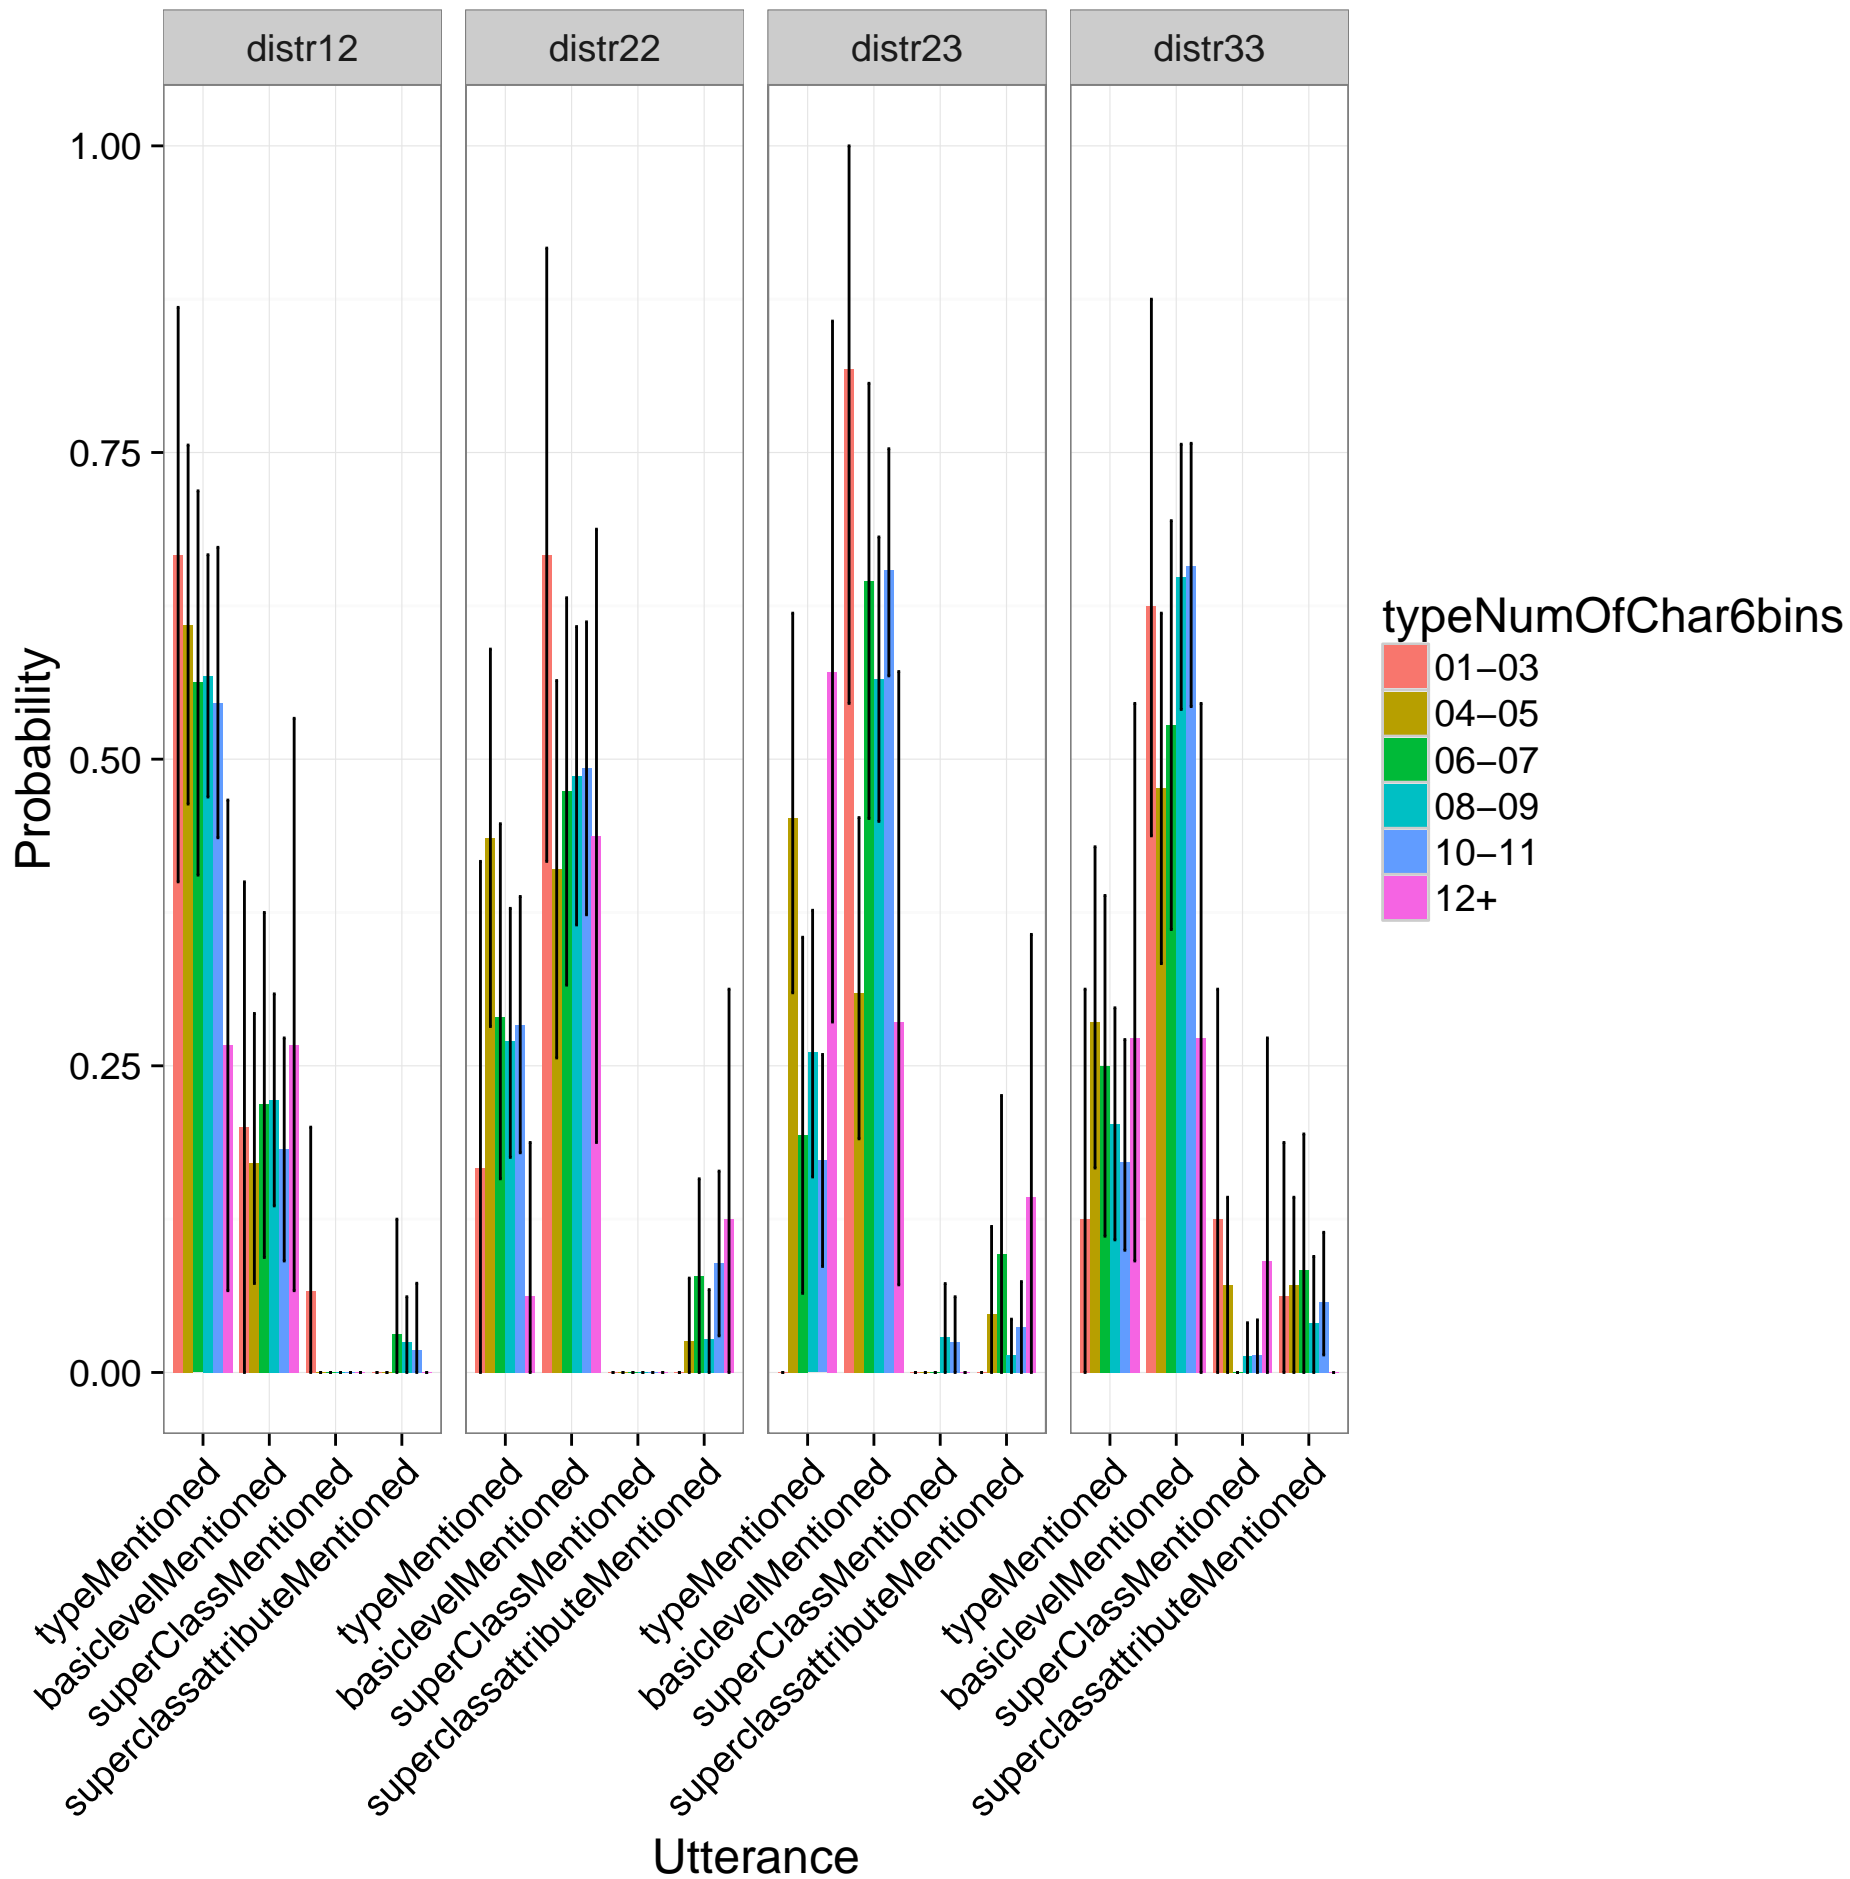 distr12
distr22
distr23
distr33
Probability
1.00
0.75
0.50
0.25
0.00
typeMentioned
basiclevelMentioned
superClassMentioned
superclassattributeMentioned
typeMentioned
basiclevelMentioned
superClassMentioned
superclassattributeMentioned
typeMentioned
basiclevelMentioned
superClassMentioned
superclassattributeMentioned
typeMentioned
basiclevelMentioned
superClassMentioned
superclassattributeMentioned
Utterance
typeNumOfChar6bins
01−03
04−05
06−07
08−09
10−11
12+